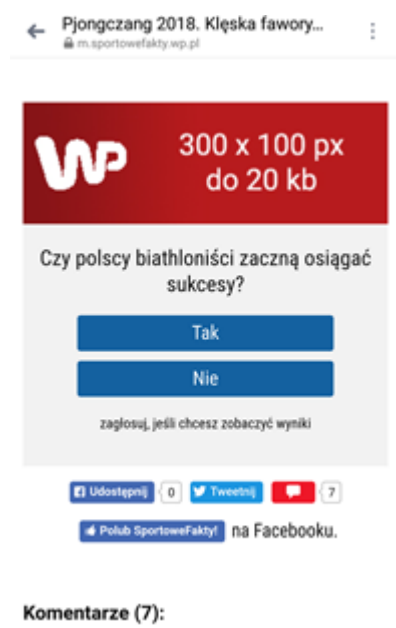 Pjongczang 2018. Klęska fawory...
m.sportowefakty.wp.pl
WP
300 x 100 px
do 20 kb
Czy polscy biathloniści zaczną osiągać
sukcesy?
Tak
Nie
zagłosuj, jeśli chcesz zobaczyć wyniki
Udostępnij 0 Tweetnij 7
Polub SportoweFakty! na Facebooku.
Komentarze (7):